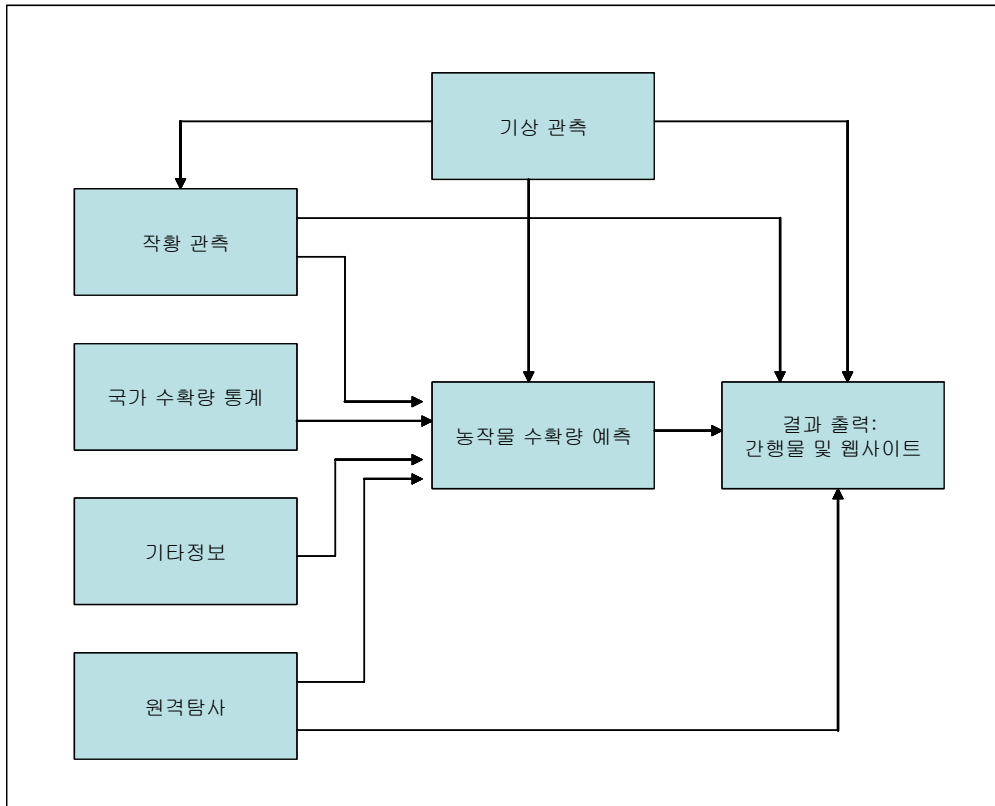 기상 관측
작황 관측
국가 수확량 통계
농작물 수확량 예측
결과 출력:
간행물 및 웹사이트
기타정보
원격탐사